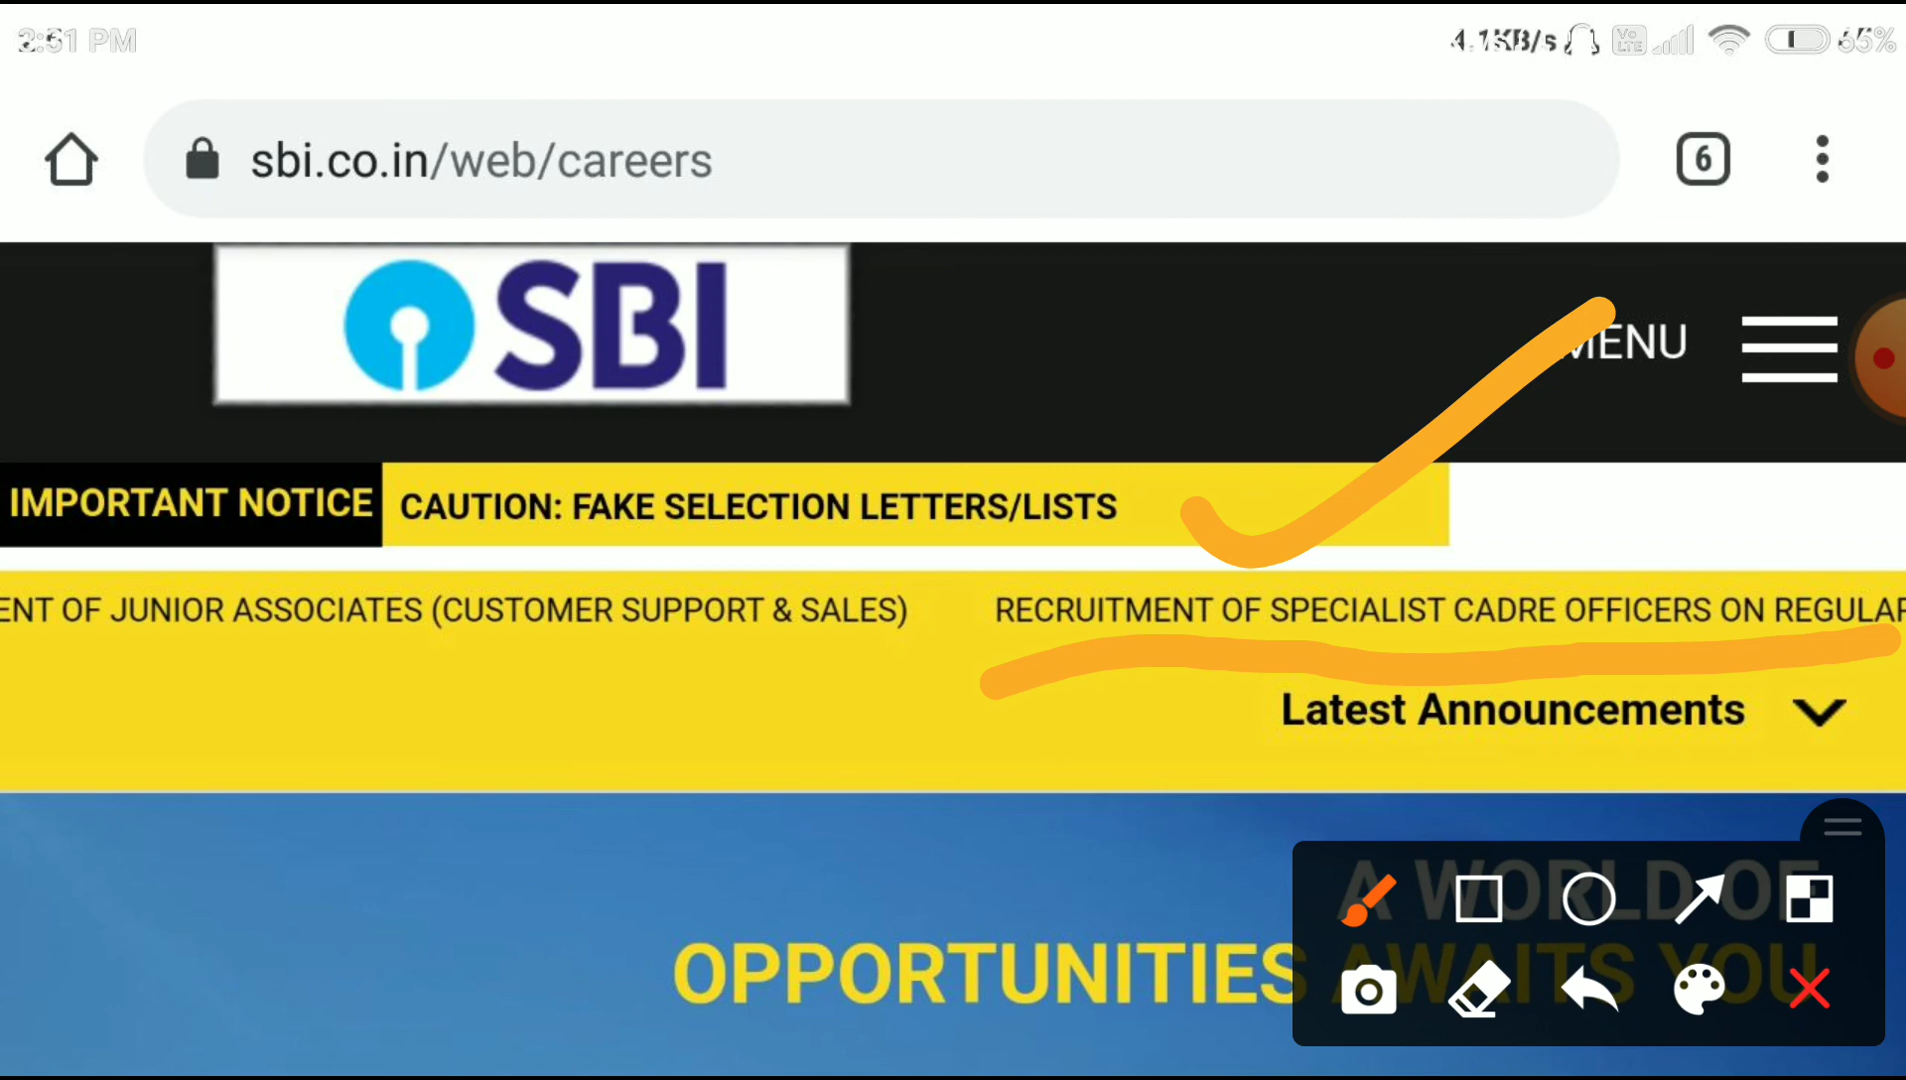 2:51 PM
4.1KB/s Vo LTE 65%
sbi.co.in/web/careers
6
SBI
MENU
IMPORTANT NOTICE CAUTION: FAKE SELECTION LETTERS/LISTS
ENT OF JUNIOR ASSOCIATES (CUSTOMER SUPPORT & SALES) RECRUITMENT OF SPECIALIST CADRE OFFICERS ON REGULAR
Latest Announcements
A WORLD OF
OPPORTUNITIES AWAITS YOU